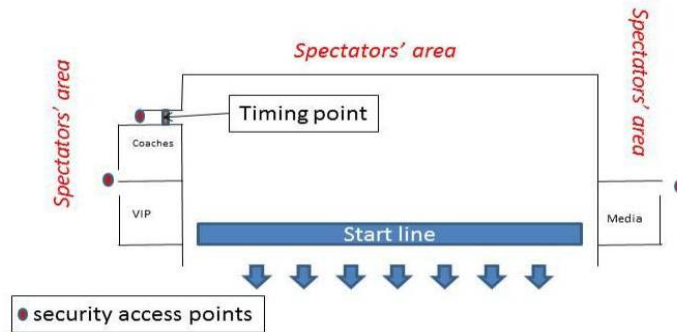 Spectators' area
Spectators' area
Spectators' area
Timing point
Coaches
VIP
Media
Start line
security access points